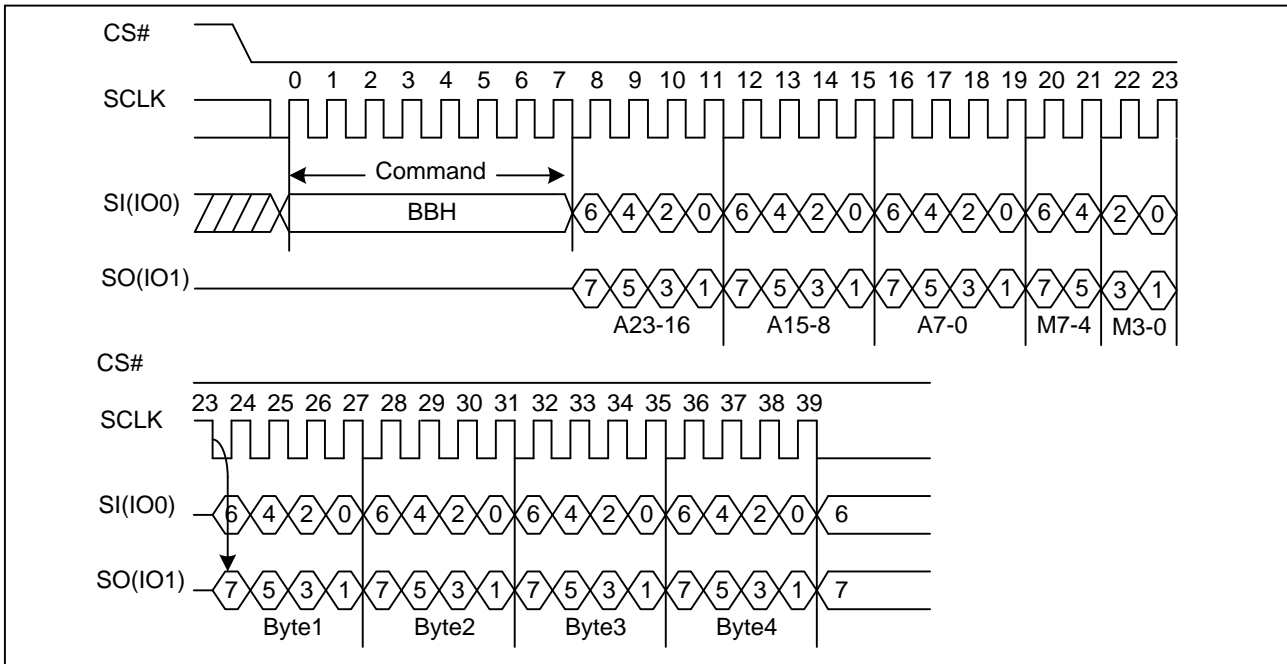 CS#
0 1 2 3 4 5 6 7 8 9 10 11 12 13 14 15 16 17 18 19 20 21 22 23
SCLK
Command
SI(IO0)
BBH
6 4 2 0 6 4 2 0 6 4 2 0 6 4 2 0
SO(IO1)
7 5 3 1 7 5 3 1 7 5 3 1 7 5 3 1
A23-16 A15-8 A7-0 M7-4 M3-0
CS#
23 24 25 26 27 28 29 30 31 32 33 34 35 36 37 38 39
SCLK
SI(IO0)
6 4 2 0 6 4 2 0 6 4 2 0 6 4 2 0 6
SO(IO1)
7 5 3 1 7 5 3 1 7 5 3 1 7 5 3 1 7
Byte1 Byte2 Byte3 Byte4